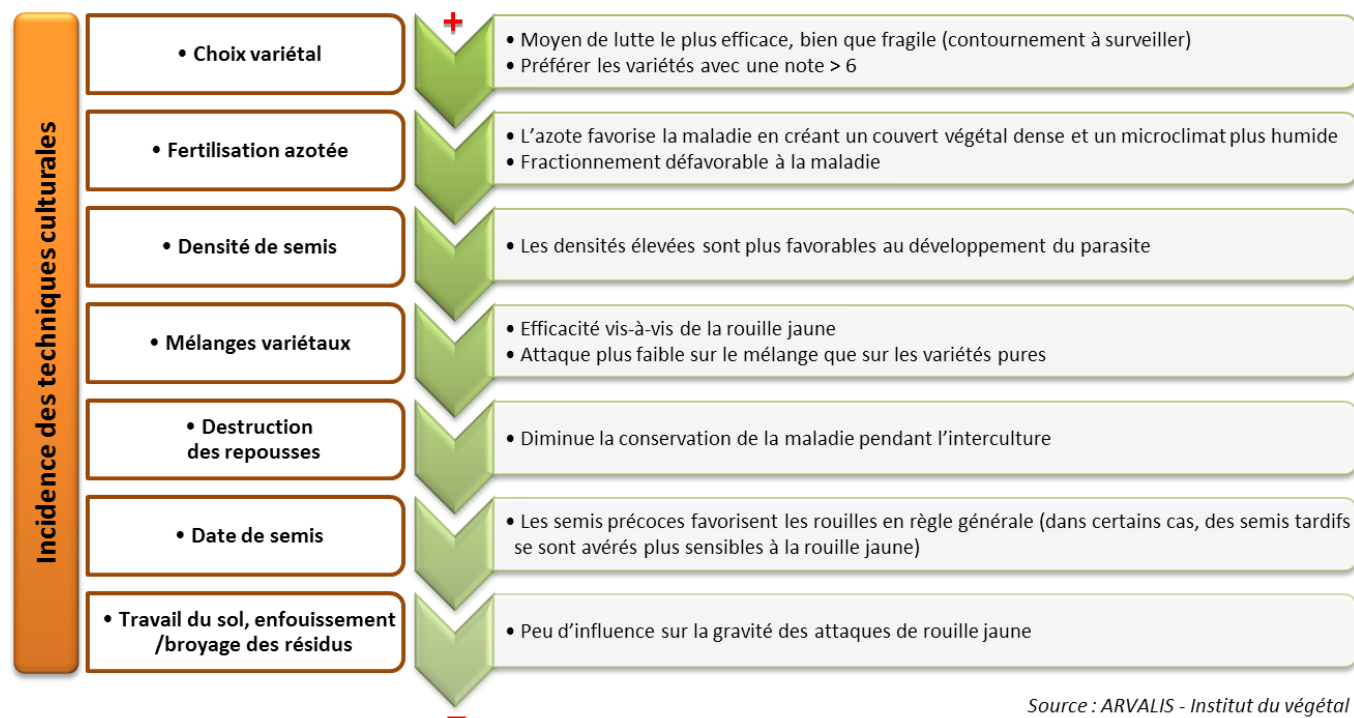 Incidence des techniques culturales
+
• Choix variétal
• Moyen de lutte le plus efficace, bien que fragile (contournement à surveiller)
• Préférer les variétés avec une note > 6
• Fertilisation azotée
• L'azote favorise la maladie en créant un couvert végétal dense et un microclimat plus humide
• Fractionnement défavorable à la maladie
• Densité de semis
• Les densités élevées sont plus favorables au développement du parasite
• Mélanges variétaux
• Efficacité vis-à-vis de la rouille jaune
• Attaque plus faible sur le mélange que sur les variétés pures
• Destruction
des repousses
• Diminue la conservation de la maladie pendant l'interculture
• Date de semis
• Les semis précoces favorisent les rouilles en règle générale (dans certains cas, des semis tardifs
se sont avérés plus sensibles à la rouille jaune)
• Travail du sol, enfouissement
/broyage des résidus
• Peu d'influence sur la gravité des attaques de rouille jaune
–
Source : ARVALIS - Institut du végétal